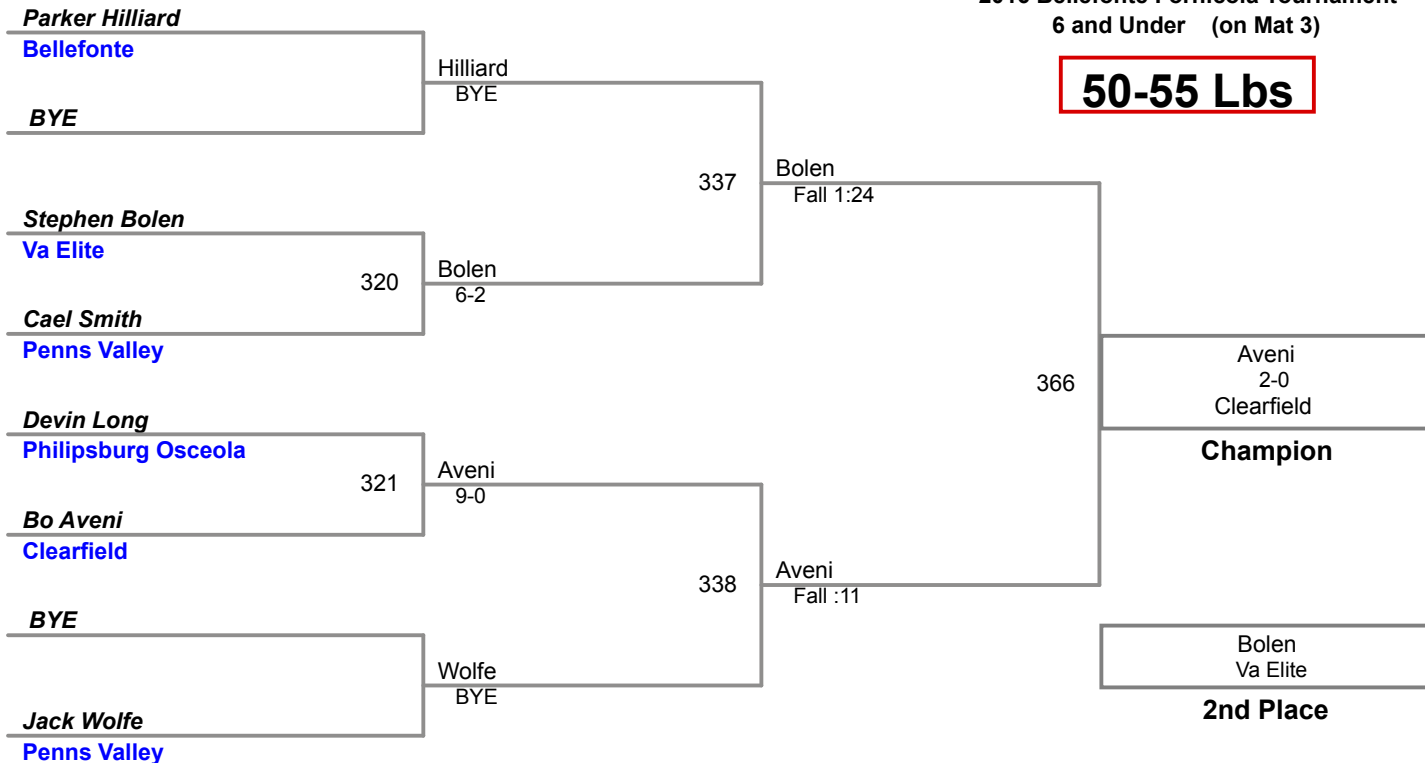 Bellefonte Fornicola Tournament
6 and Under (on Mat 3)
50-55 Lbs
Parker Hilliard
Bellefonte
Hilliard
BYE
BYE
337
Bolen
Fall 1:24
Stephen Bolen
Va Elite
320
Bolen
6-2
Cael Smith
Penns Valley
366
Aveni
2-0
Clearfield
Champion
Devin Long
Philipsburg Osceola
321
Aveni
9-0
Bo Aveni
Clearfield
338
Aveni
Fall :11
BYE
Wolfe
BYE
Jack Wolfe
Penns Valley
Bolen
Va Elite
2nd Place